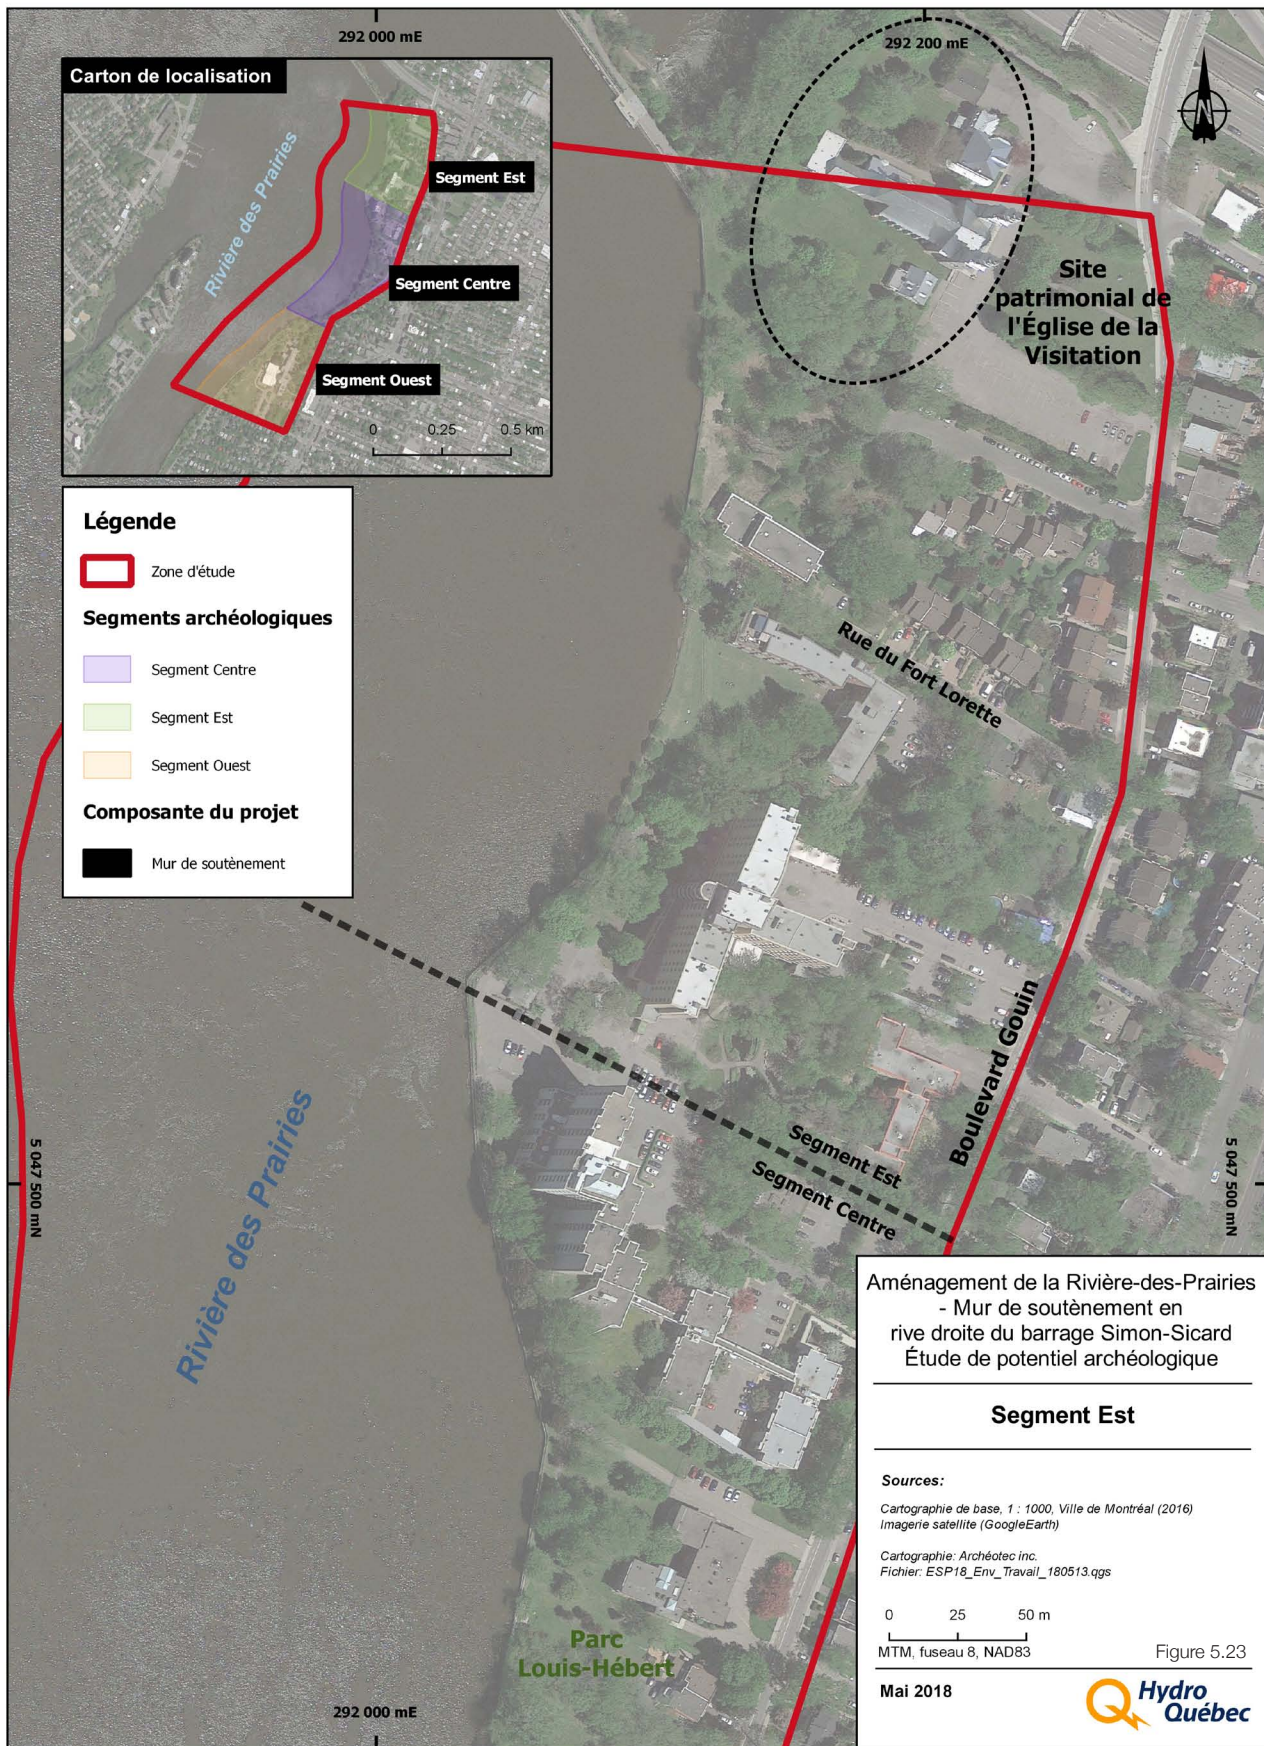 292 000 mE
292 200 mE
Carton de localisation
N
Rivière des Prairies
Segment Est
Segment Centre
Segment Ouest
0 0.25 0.5 km
Site
patrimonial de
l'Église de la
Visitation
Légende
Zone d'étude
Segments archéologiques
Segment Centre
Segment Est
Segment Ouest
Composante du projet
Mur de soutènement
Rue du Fort Lorette
Boulevard Gouin
Segment Est
Segment Centre
Rivière des Prairies
5 047 500 mN
5 047 500 mN
Parc
Louis-Hébert
292 000 mE
Aménagement de la Rivière-des-Prairies
- Mur de soutènement en
rive droite du barrage Simon-Sicard
Étude de potentiel archéologique
Segment Est
Sources:
Cartographie de base, 1 : 1000, Ville de Montréal (2016)
Imagerie satellite (GoogleEarth)
Cartographie: Archéotec inc.
Fichier: ESP18_Env_Travail_180513.qgs
0 25 50 m
MTM, fuseau 8, NAD83
Figure 5.23
Mai 2018
Hydro
Québec